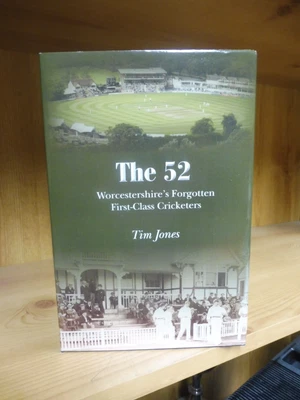 The 52
Worcestershire's Forgotten
First-Class Cricketers
Tim Jones